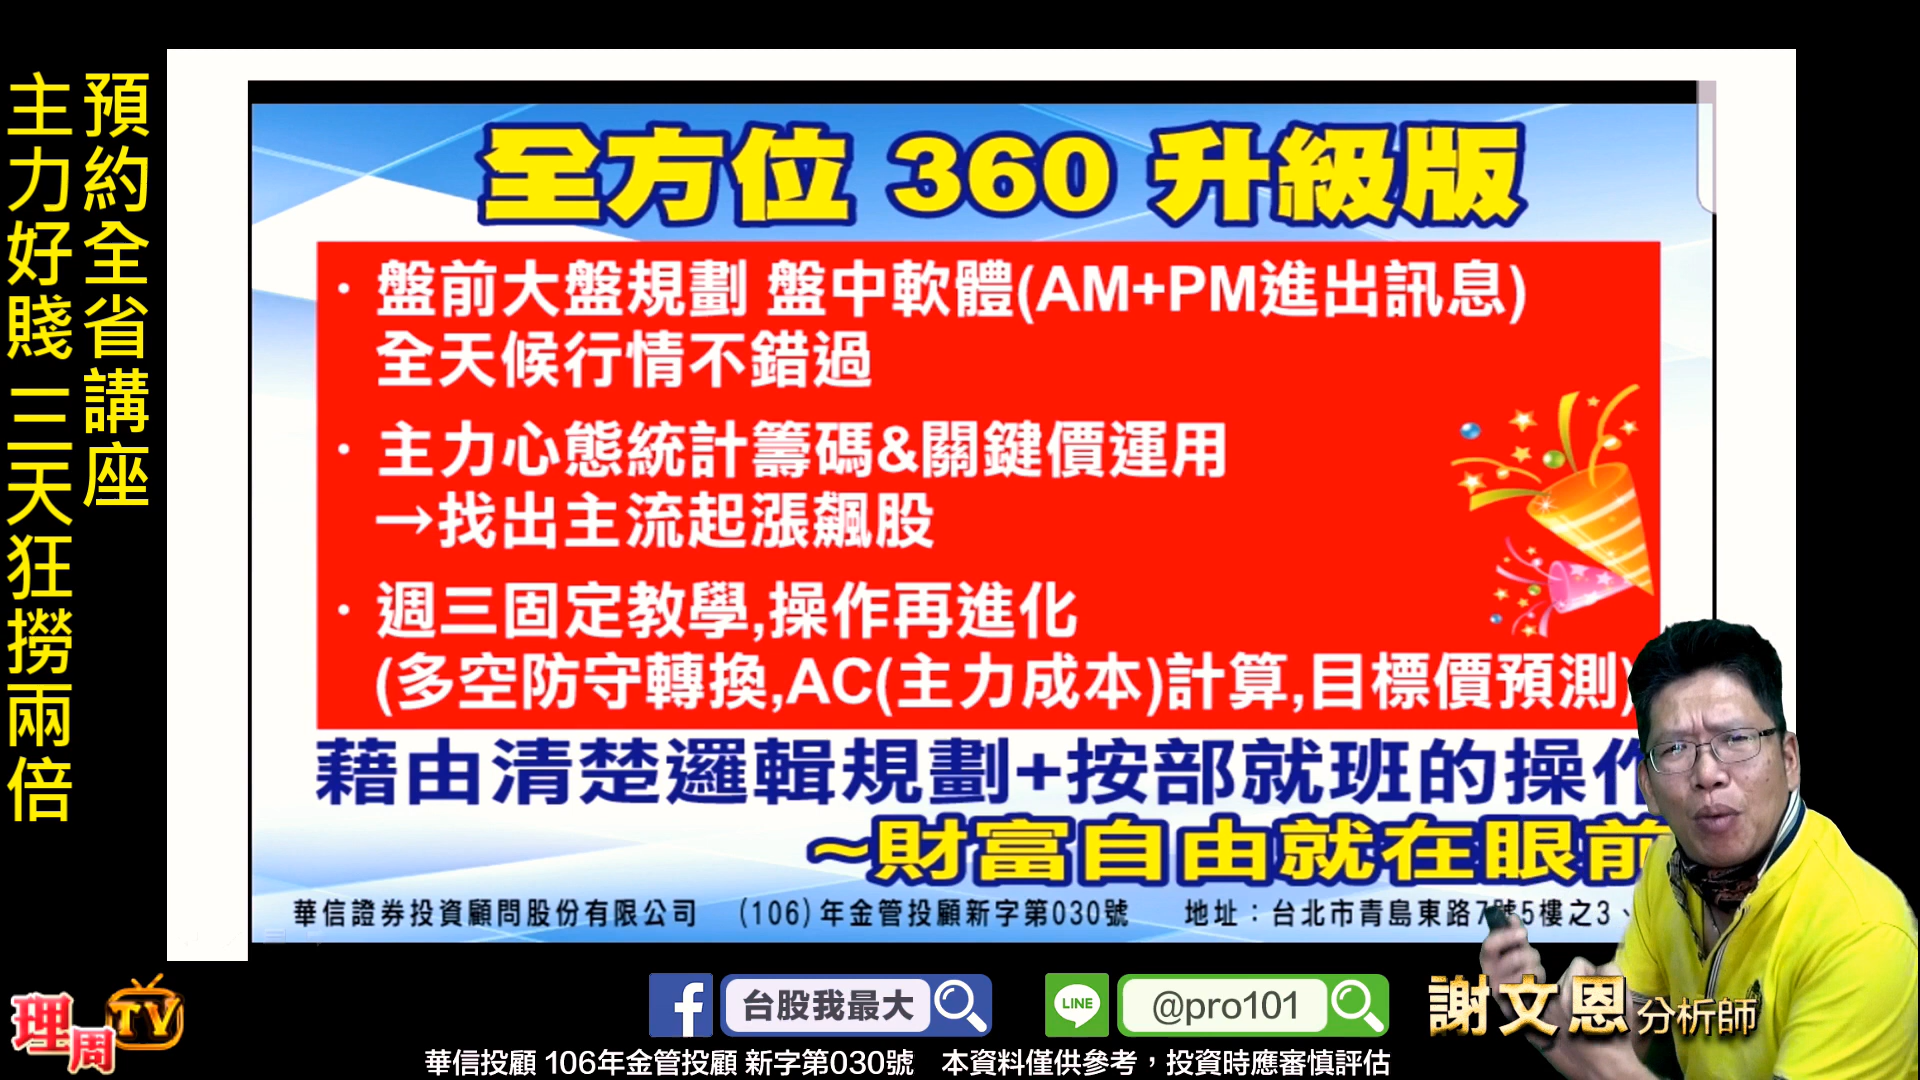 預約全省講座
主力好賤 三天狂撈兩倍
全方位 360 升級版
· 盤前大盤規劃 盤中軟體(AM+PM進出訊息)
全天候行情不錯過
· 主力心態統計籌碼&關鍵價運用
→找出主流起漲飆股
· 週三固定教學,操作再進化
(多空防守轉換,AC(主力成本)計算,目標價預測)
藉由清楚邏輯規劃+按部就班的操作
~財富自由就在眼前
華信證券投資顧問股份有限公司 (106)年金管投顧新字第030號 地址:台北市青島東路7號5樓之3、
理周TV
台股我最大
LINE
@pro101
謝文恩 分析師
華信投顧 106年金管投顧 新字第030號 本資料僅供參考,投資時應審慎評估